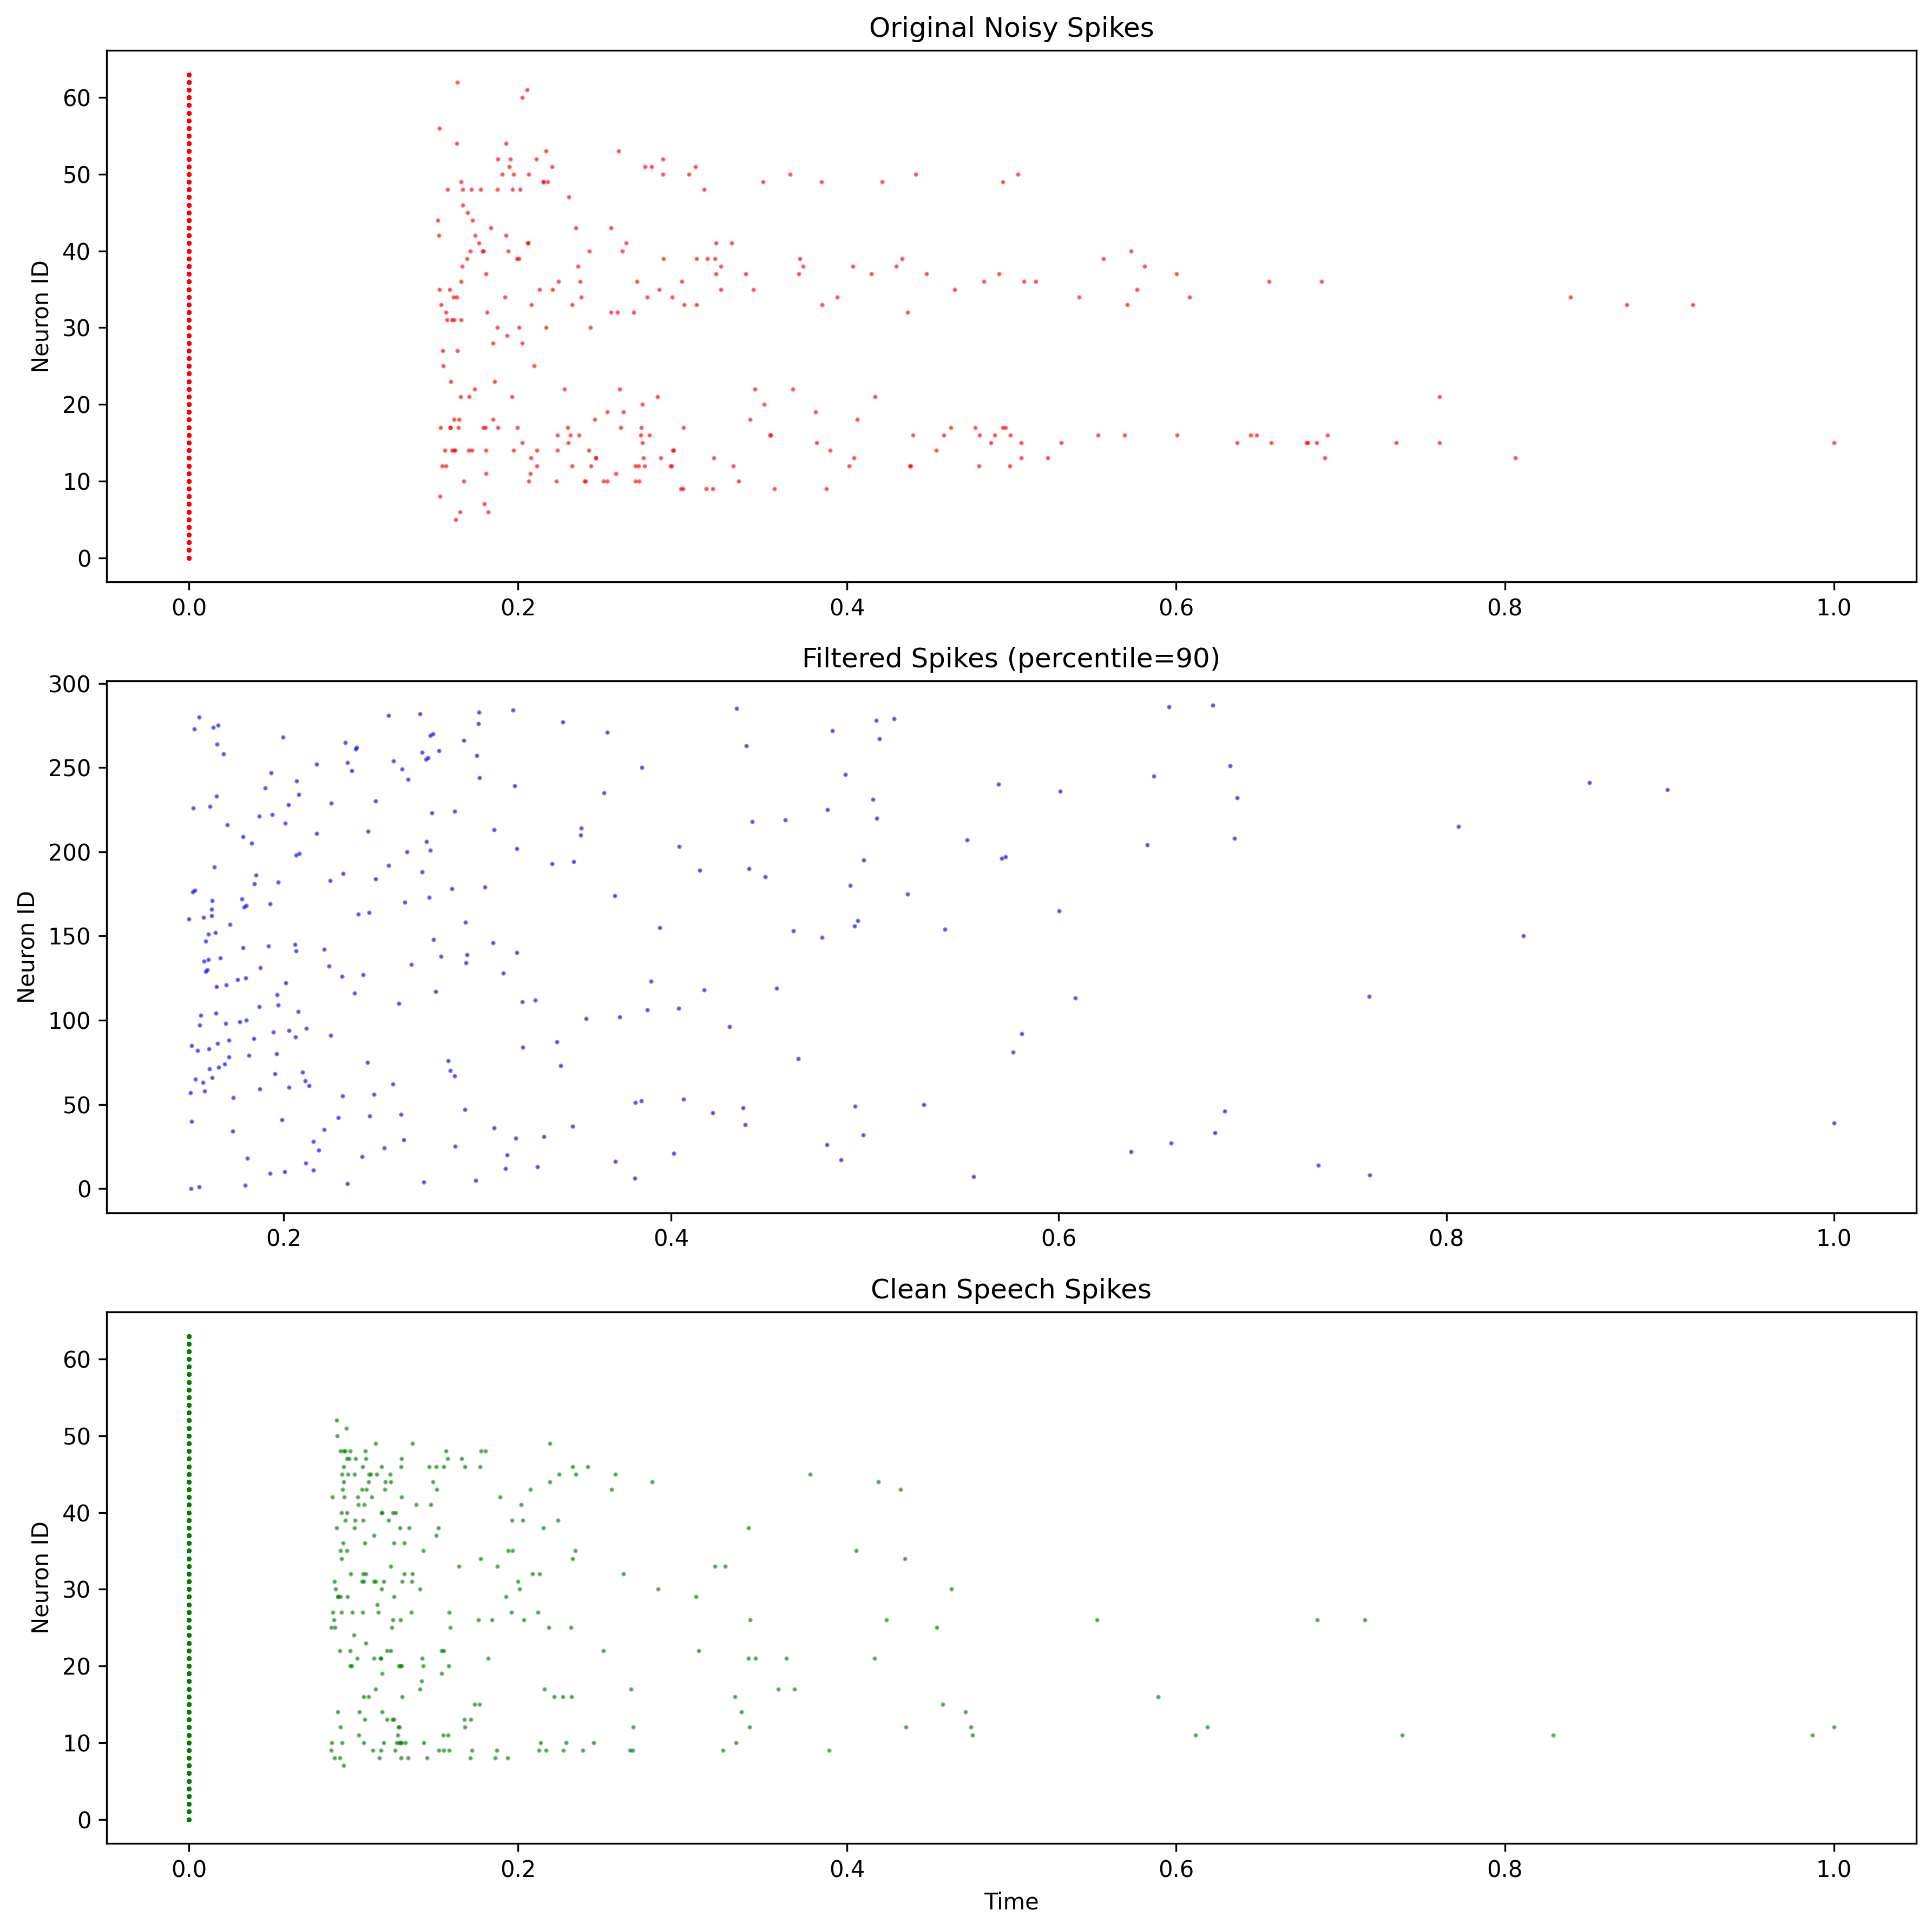 Original Noisy Spikes
60
50
40
30
20
10
0
Neuron ID
0.0 0.2 0.4 0.6 0.8 1.0
Filtered Spikes (percentile=90)
300
250
200
150
100
50
0
Neuron ID
0.2 0.4 0.6 0.8 1.0
Clean Speech Spikes
60
50
40
30
20
10
0
Neuron ID
0.0 0.2 0.4 0.6 0.8 1.0
Time